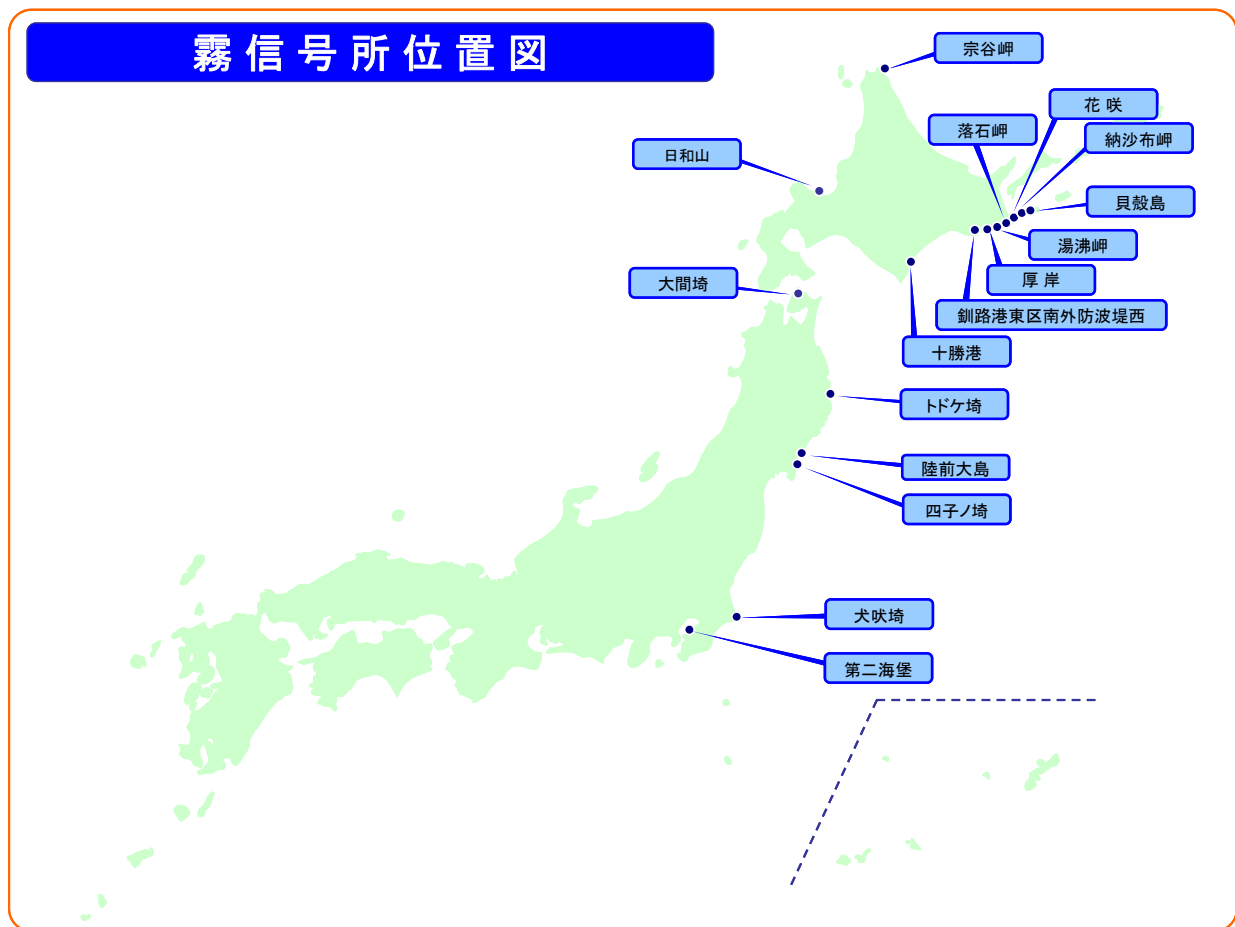 霧信号所位置図
宗谷岬
花 咲
落石岬
納沙布岬
日和山
貝殻島
湯沸岬
厚 岸
大間埼
釧路港東区南外防波堤西
十勝港
トドケ埼
陸前大島
四子ノ埼
犬吠埼
第二海堡